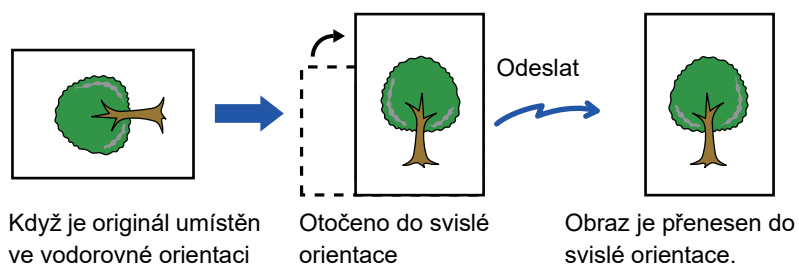 Odeslat
Když je originál umístěn
ve vodorovné orientaci
Otočeno do svislé
orientace
Obraz je přenesen do
svislé orientace.